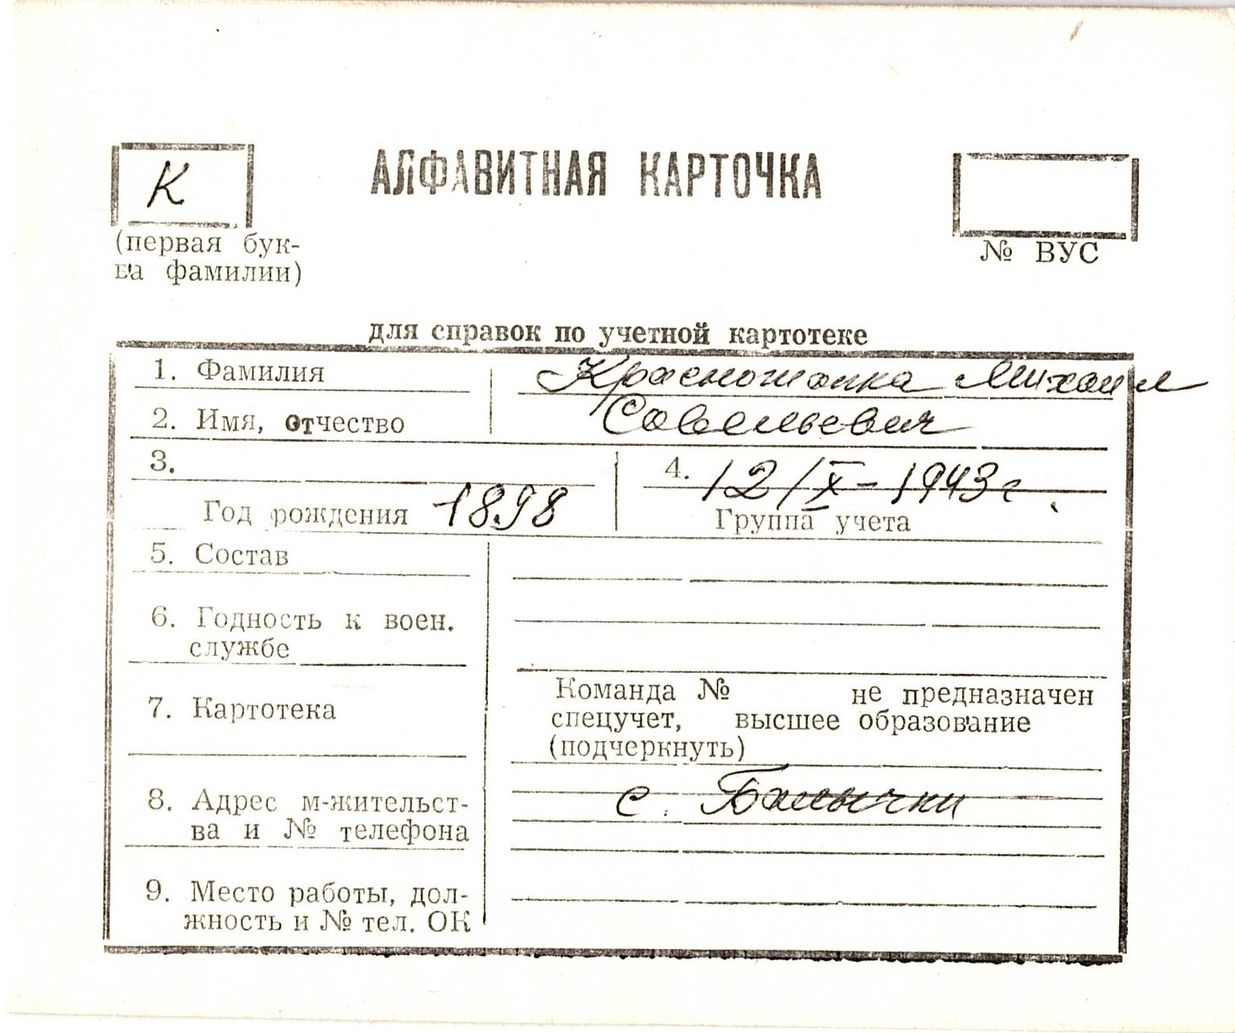 К
АЛФАВИТНАЯ КАРТОЧКА
(первая бук-
ва фамилии)
№ ВУС
для справок по учетной картотеке
1. Фамилия
Красношапка Михаил
2. Имя, отчество
Савельевич
3.
Год рождения 1898
4. 12/IX-1943 г.
Группа учета
5. Состав
6. Годность к воен.
службе
7. Картотека
Команда № не предназначен
спецучет, высшее образование
(подчеркнуть)
8. Адрес м-жительст-
ва и № телефона
с. Балычки
9. Место работы, дол-
жность и № тел. ОК